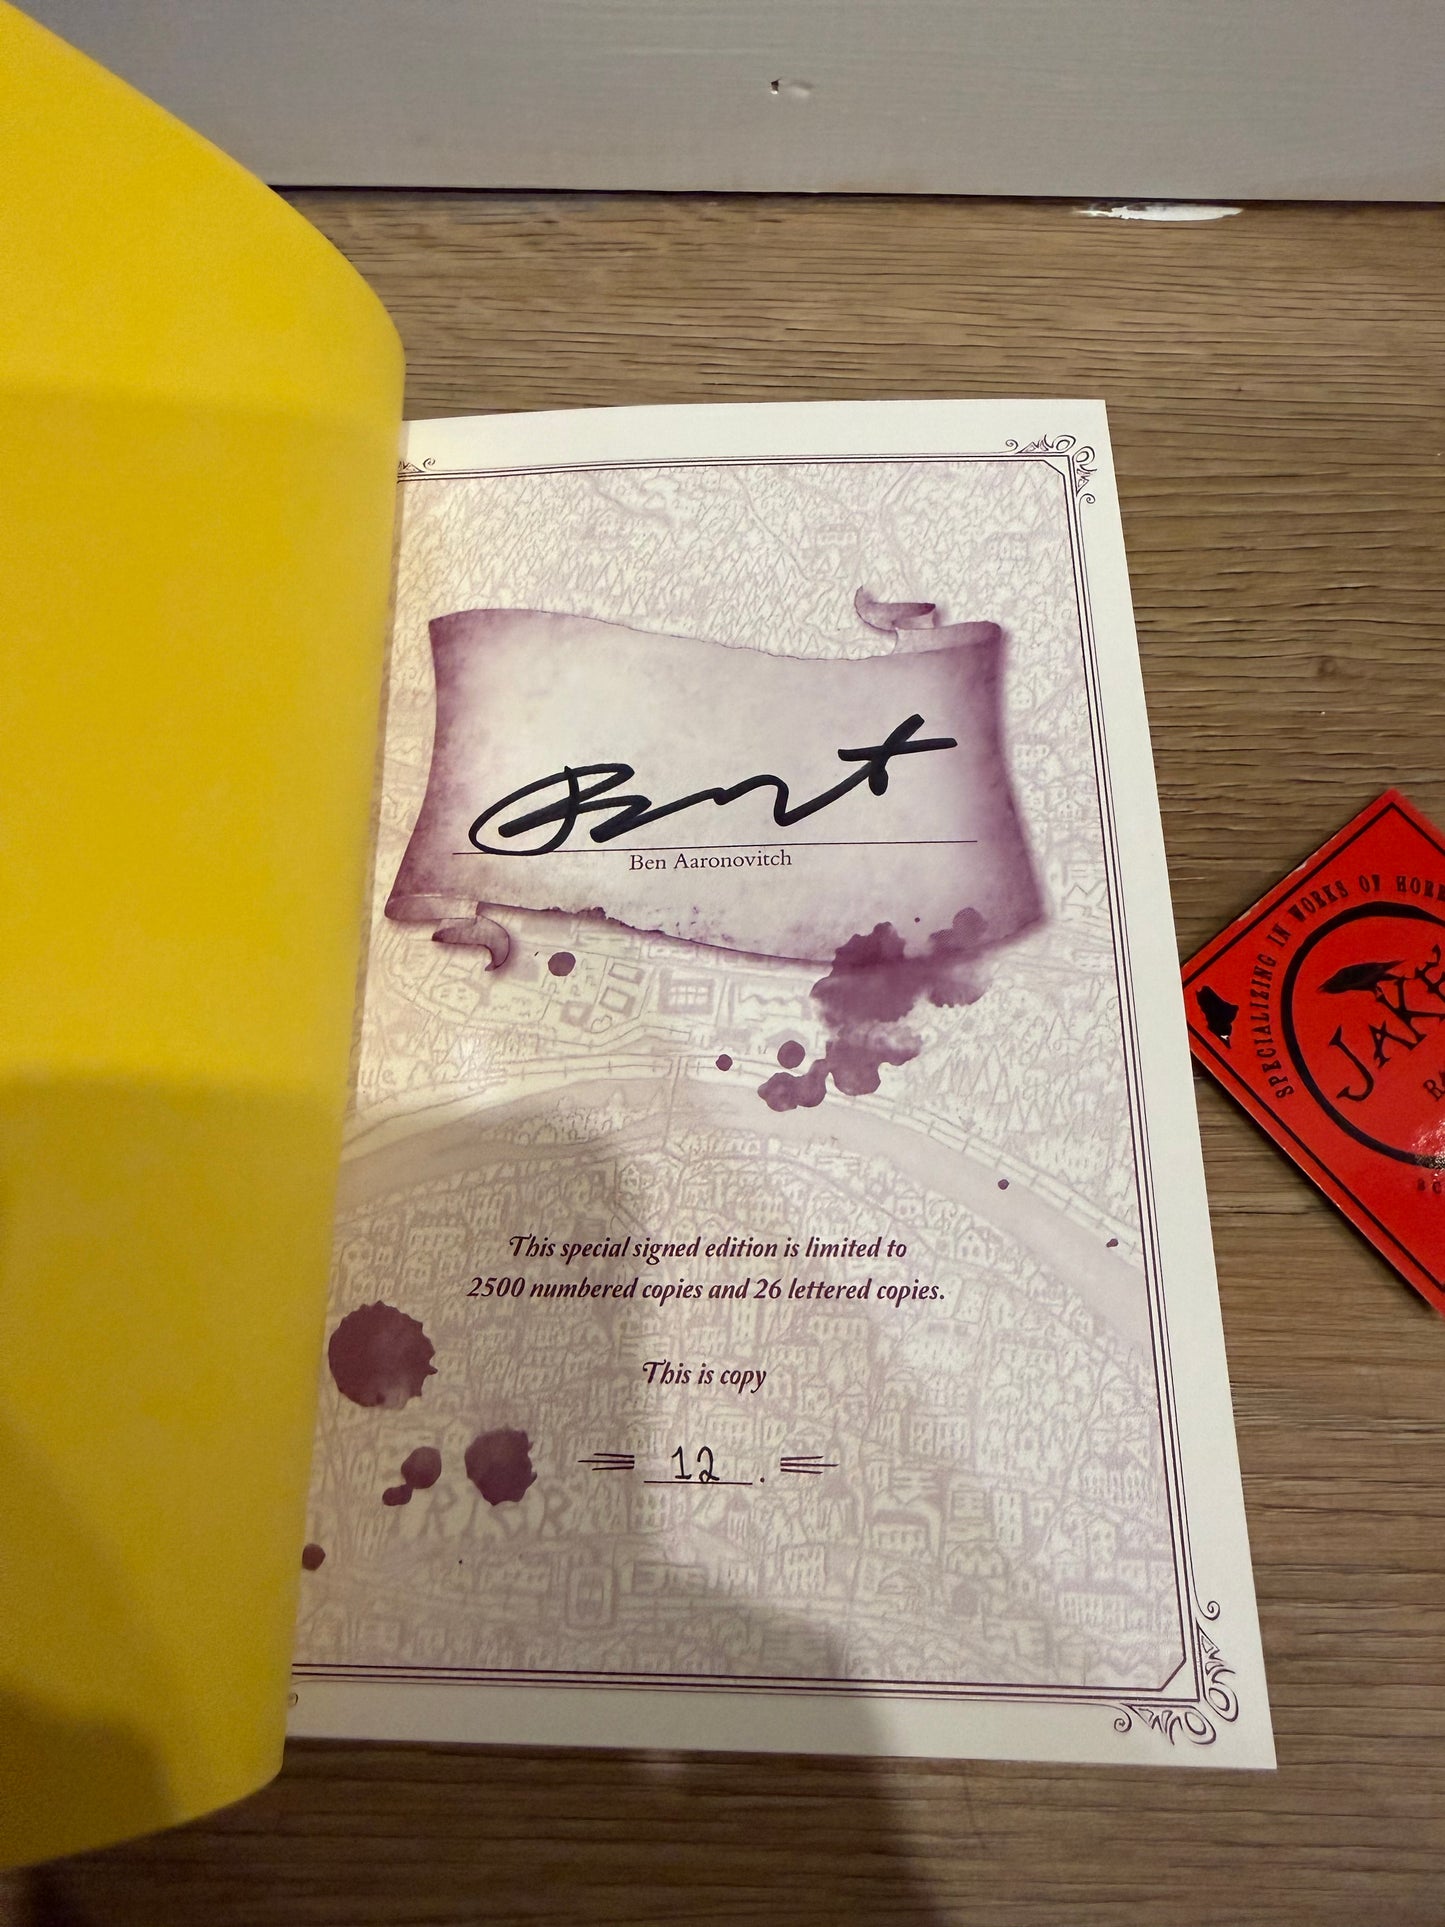 Ben Aaronovitch
This special signed edition is limited to
2500 numbered copies and 26 lettered copies.
This is copy
12.
SPECIALIZING IN WORKS OF
JAKE